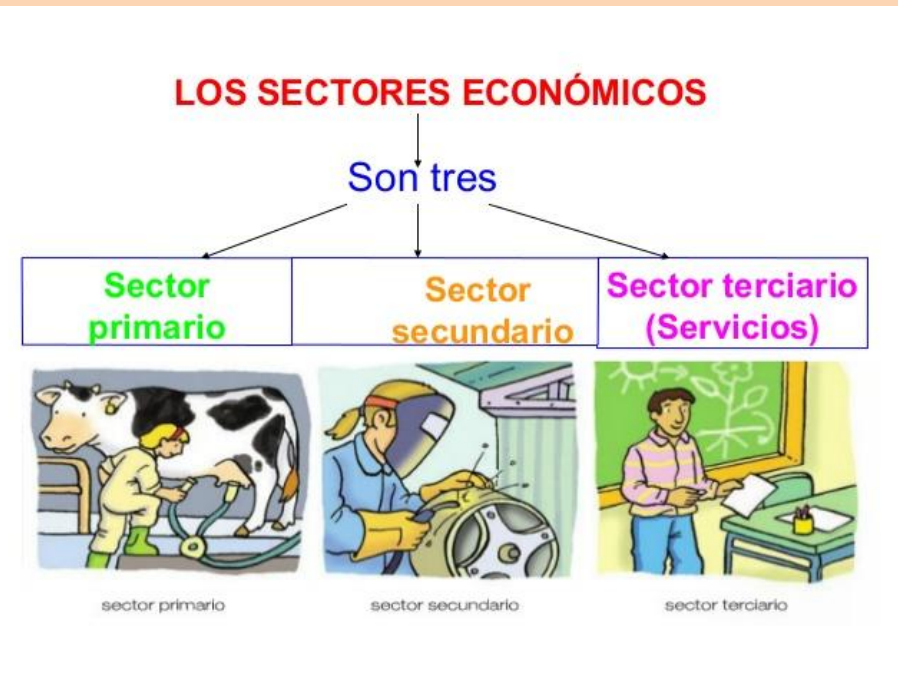 LOS SECTORES ECONÓMICOS
Son tres
Sector
primario
Sector
secundario
Sector terciario
(Servicios)
sector primario
sector secundario
sector terciario